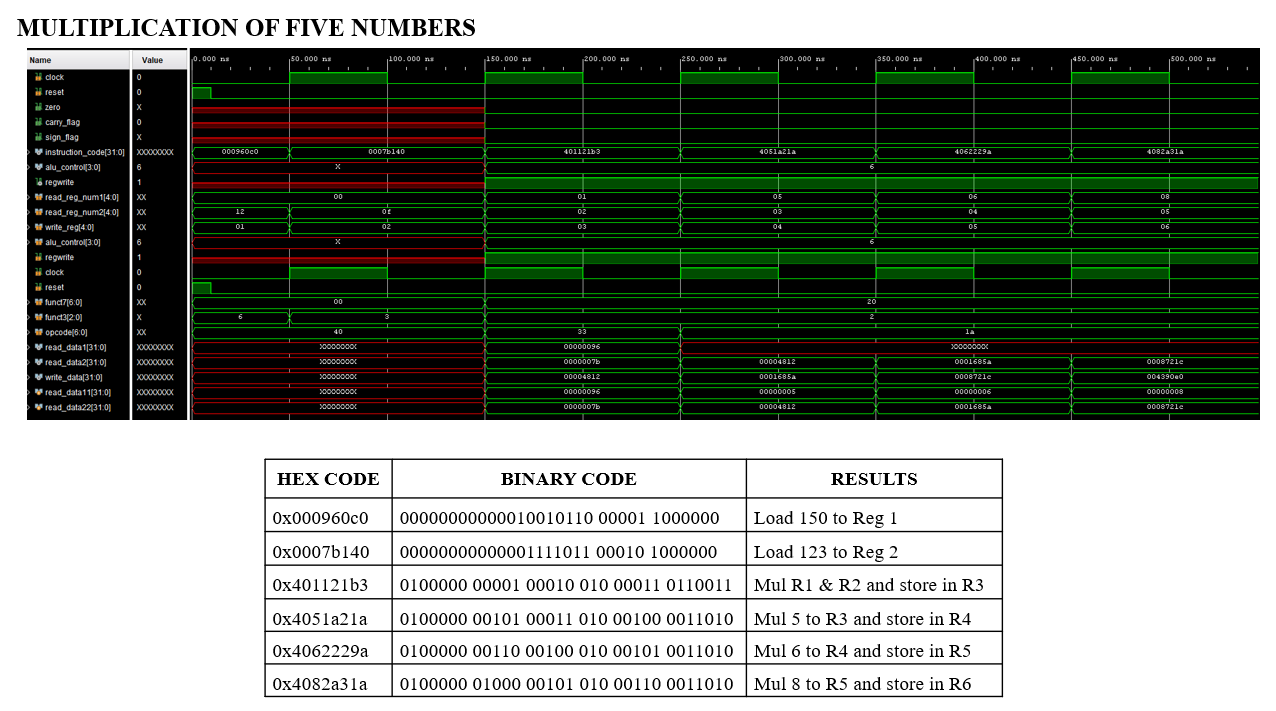 MULTIPLICATION OF FIVE NUMBERS
Name Value 0.000 ns 50.000 ns 100.000 ns 150.000 ns 200.000 ns 250.000 ns 300.000 ns 350.000 ns 400.000 ns 450.000 ns 500.000 ns
clock 0
reset 0
zero X
carry_flag 0
sign_flag X
instruction_code[31:0] XXXXXXXX 000960c0 0007b140 401121b3 4051a21a 4062229a 4082a31a
alu_control[3:0] 6 X 6
regwrite 1
read_reg_num1[4:0] XX 00 01 05 06 08
read_reg_num2[4:0] XX 12 0f 02 03 04 05
write_reg[4:0] XX 01 02 03 04 05 06
alu_control[3:0] 6 X 6
regwrite 1
clock 0
reset 0
funct7[6:0] XX 00 20
funct3[2:0] X 6 3 2
opcode[6:0] XX 40 33 1a
read_data1[31:0] XXXXXXXX XXXXXXXX 00000096 XXXXXXXX
read_data2[31:0] XXXXXXXX XXXXXXXX 0000007b 00004812 0001685a 0008721c
write_data[31:0] XXXXXXXX XXXXXXXX 00004812 0001685a 0008721c 004390e0
read_data11[31:0] XXXXXXXX XXXXXXXX 00000096 00000005 00000006 00000008
read_data22[31:0] XXXXXXXX XXXXXXXX 0000007b 00004812 0001685a 0008721c
HEX CODE BINARY CODE RESULTS
0x000960c0 00000000000010010110 00001 1000000 Load 150 to Reg 1
0x0007b140 00000000000001111011 00010 1000000 Load 123 to Reg 2
0x401121b3 0100000 00001 00010 010 00011 0110011 Mul R1 & R2 and store in R3
0x4051a21a 0100000 00101 00011 010 00100 0011010 Mul 5 to R3 and store in R4
0x4062229a 0100000 00110 00100 010 00101 0011010 Mul 6 to R4 and store in R5
0x4082a31a 0100000 01000 00101 010 00110 0011010 Mul 8 to R5 and store in R6